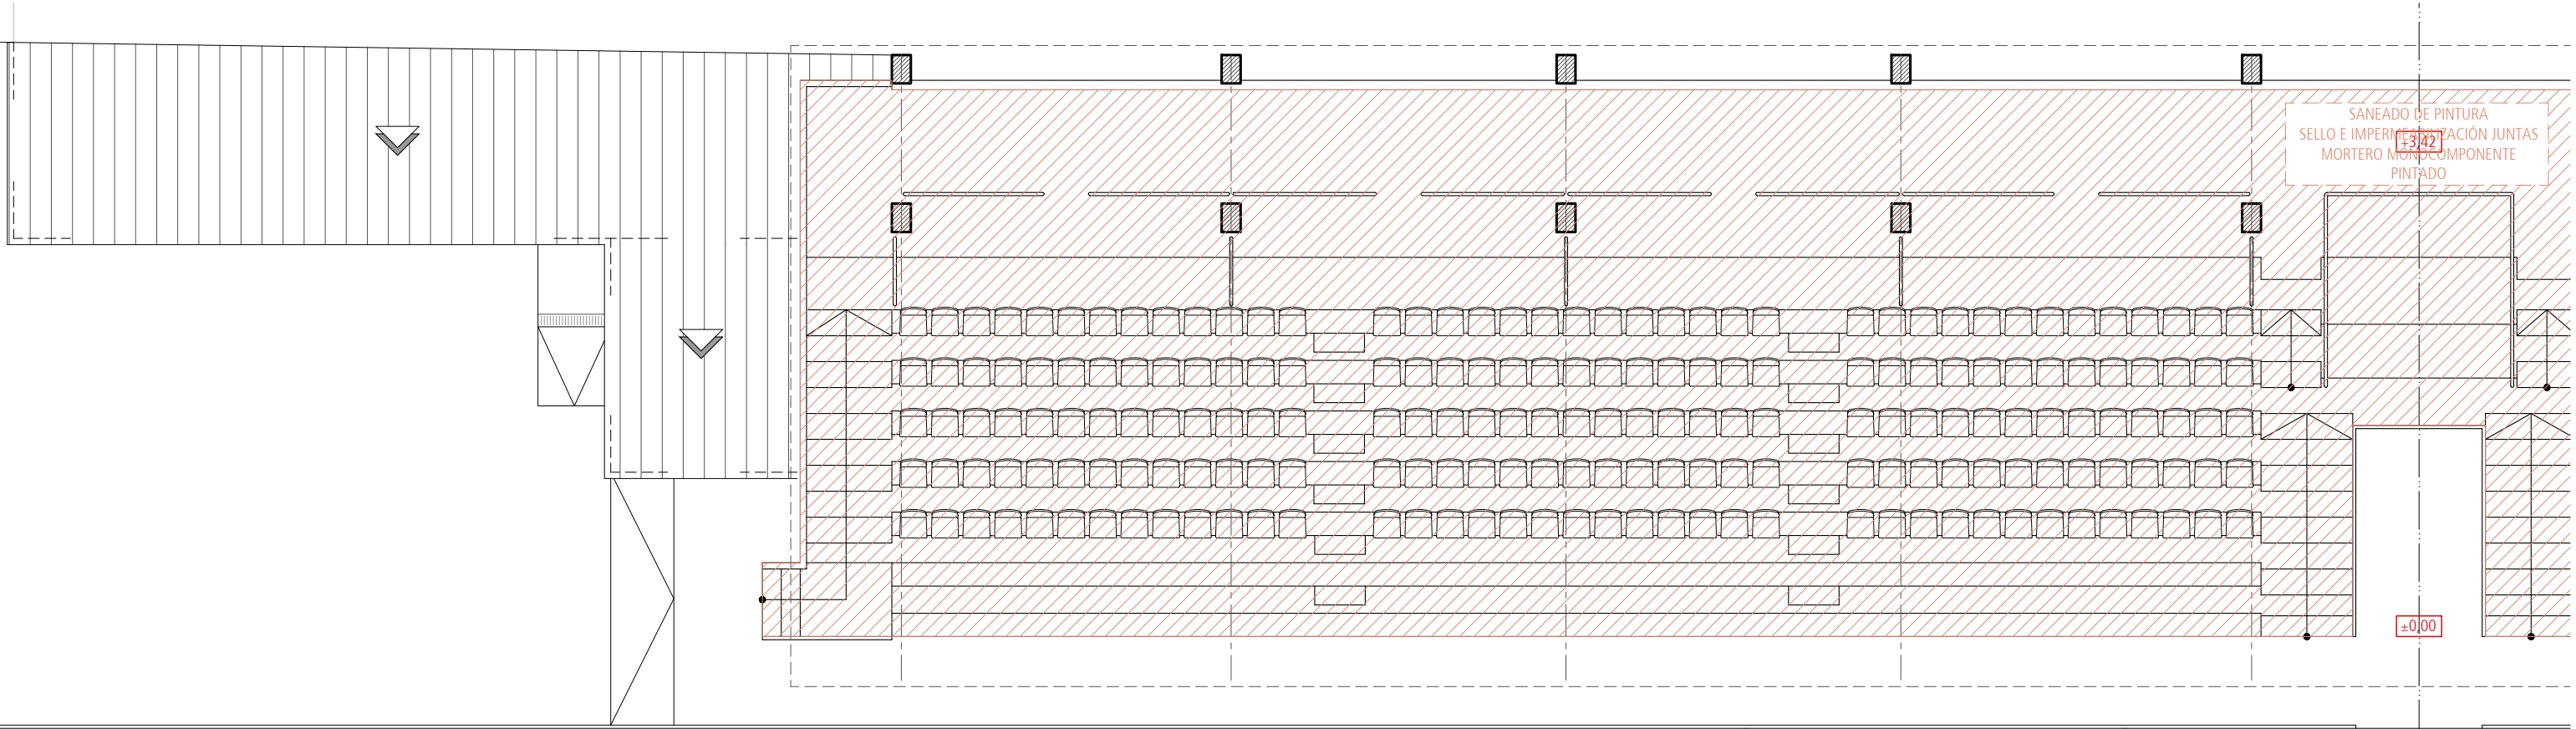 SANEADO DE PINTURA
SELLO E IMPERMEABILIZACIÓN JUNTAS
+3,42
MORTERO MONOCOMPONENTE
PINTADO
±0,00